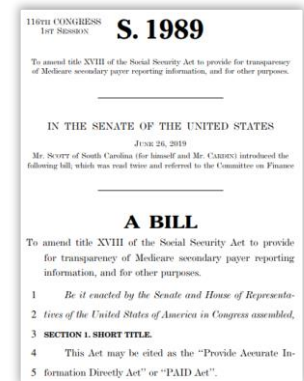 116TH CONGRESS
1ST SESSION
S. 1989
To amend title XVIII of the Social Security Act to provide for transparency
of Medicare secondary payer reporting information, and for other purposes.
IN THE SENATE OF THE UNITED STATES
JUNE 26, 2019
Mr. SCOTT of South Carolina (for himself and Mr. CARDIN) introduced the
following bill; which was read twice and referred to the Committee on Finance
A BILL
To amend title XVIII of the Social Security Act to provide
for transparency of Medicare secondary payer reporting
information, and for other purposes.
1 Be it enacted by the Senate and House of Representa-
2 tives of the United States of America in Congress assembled,
3 SECTION 1. SHORT TITLE.
4 This Act may be cited as the “Provide Accurate In-
5 formation Directly Act” or “PAID Act”.